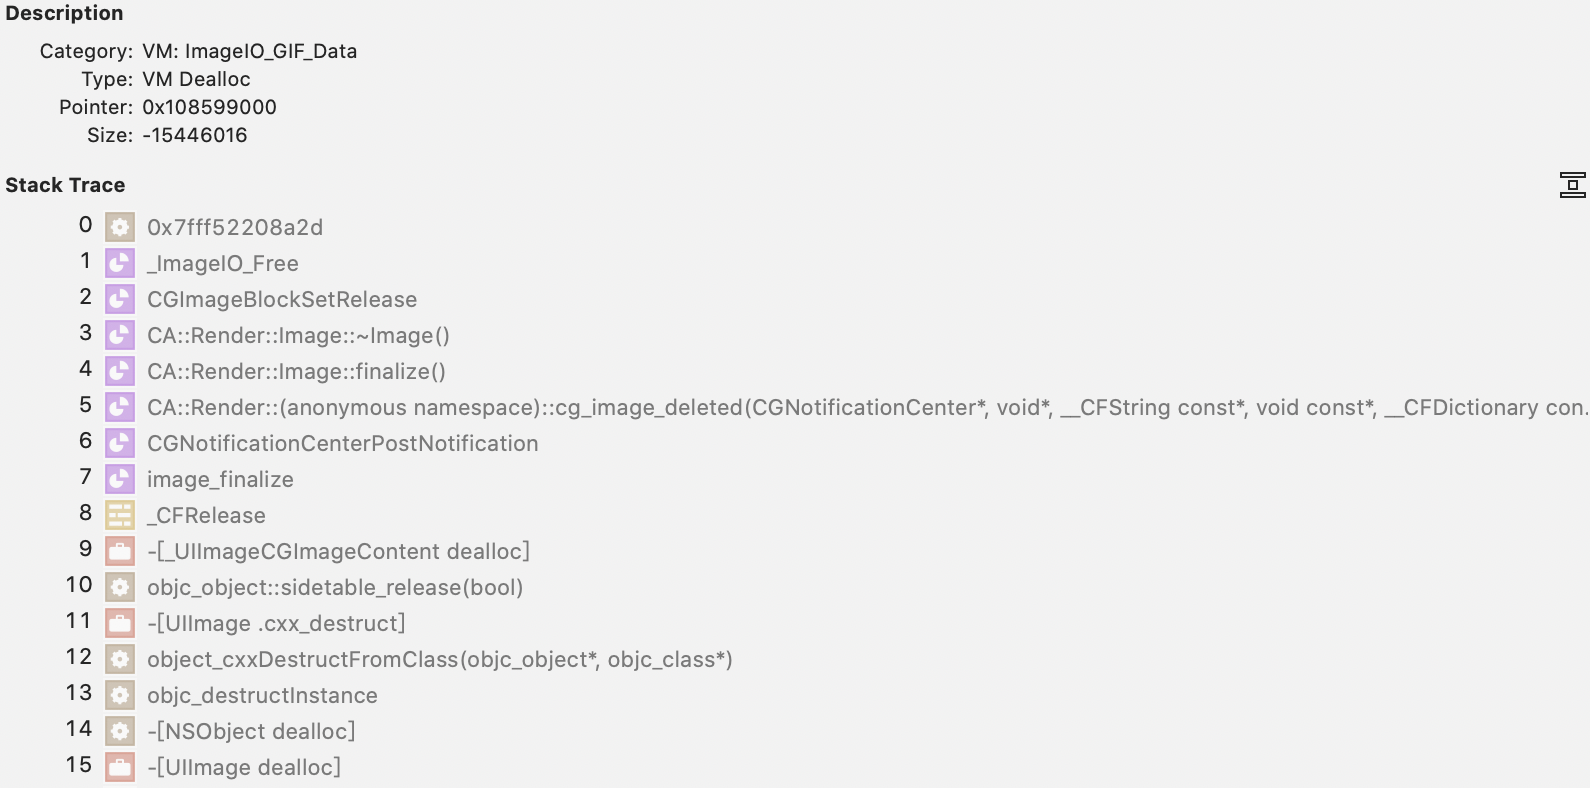 Description
Category: VM: ImageIO_GIF_Data
Type: VM Dealloc
Pointer: 0x108599000
Size: -15446016
Stack Trace
0 0x7fff52208a2d
1 _ImageIO_Free
2 CGImageBlockSetRelease
3 CA::Render::Image::~Image()
4 CA::Render::Image::finalize()
5 CA::Render::(anonymous namespace)::cg_image_deleted(CGNotificationCenter*, void*, __CFString const*, void const*, __CFDictionary con...
6 CGNotificationCenterPostNotification
7 image_finalize
8 _CFRelease
9 -[_UIImageCGImageContent dealloc]
10 objc_object::sidetable_release(bool)
11 -[UIImage .cxx_destruct]
12 object_cxxDestructFromClass(objc_object*, objc_class*)
13 objc_destructInstance
14 -[NSObject dealloc]
15 -[UIImage dealloc]